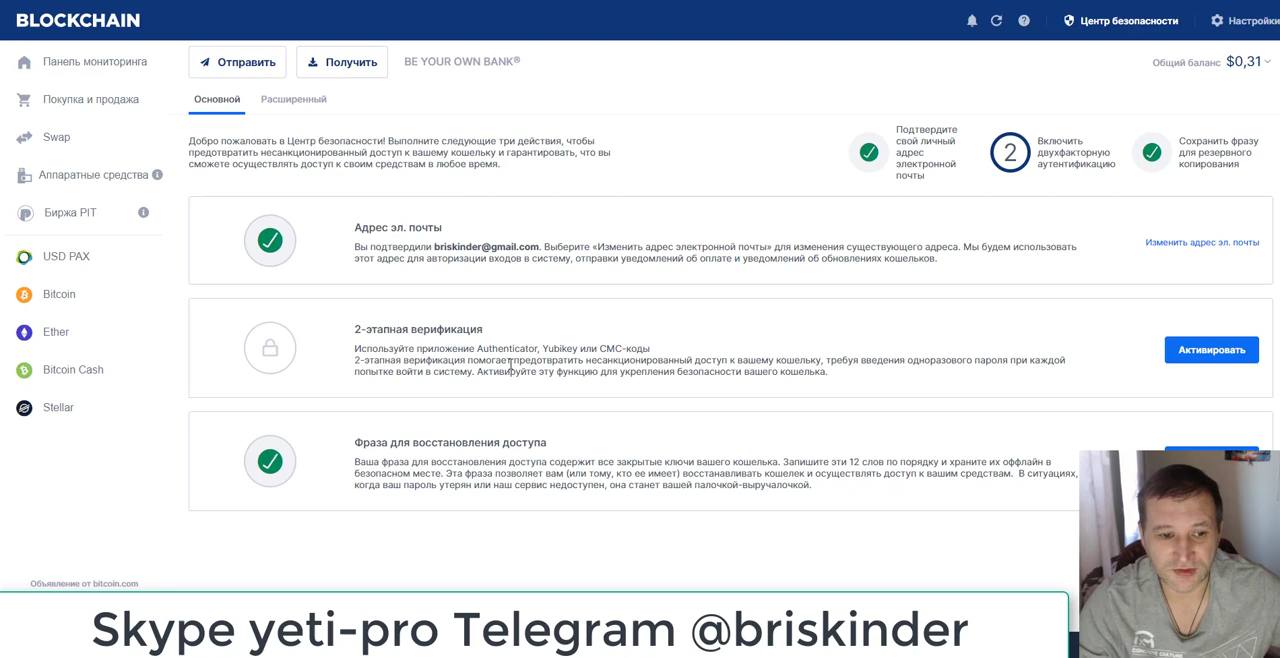 BLOCKCHAIN
Центр безопасности
Настройки
Панель мониторинга
Покупка и продажа
Swap
Аппаратные средства
Биржа PIT
USD PAX
Bitcoin
Ether
Bitcoin Cash
Stellar
Объявление от bitcoin.com
Отправить
Получить
BE YOUR OWN BANK®
Общий баланс $0,31
Основной
Расширенный
Добро пожаловать в Центр безопасности! Выполните следующие три действия, чтобы
предотвратить несанкционированный доступ к вашему кошельку и гарантировать, что вы
сможете осуществлять доступ к своим средствам в любое время.
Подтвердите
свой личный
адрес
электронной
почты
2
Включить
двухфакторную
аутентификацию
Сохранить фразу
для резервного
копирования
Адрес эл. почты
Вы подтвердили briskinder@gmail.com. Выберите «Изменить адрес электронной почты» для изменения существующего адреса. Мы будем использовать
этот адрес для авторизации входов в систему, отправки уведомлений об оплате и уведомлений об обновлениях кошельков.
Изменить адрес эл. почты
2-этапная верификация
Используйте приложение Authenticator, Yubikey или СМС-коды
2-этапная верификация помогает предотвратить несанкционированный доступ к вашему кошельку, требуя введения одноразового пароля при каждой
попытке войти в систему. Активируйте эту функцию для укрепления безопасности вашего кошелька.
Активировать
Фраза для восстановления доступа
Ваша фраза для восстановления доступа содержит все закрытые ключи вашего кошелька. Запишите эти 12 слов по порядку и храните их оффлайн в
безопасном месте. Эта фраза позволяет вам (или тому, кто ее имеет) восстанавливать кошелек и осуществлять доступ к вашим средствам. В ситуациях,
когда ваш пароль утерян или наш сервис недоступен, она станет вашей палочкой-выручалочкой.
Skype yeti-pro Telegram @briskinder